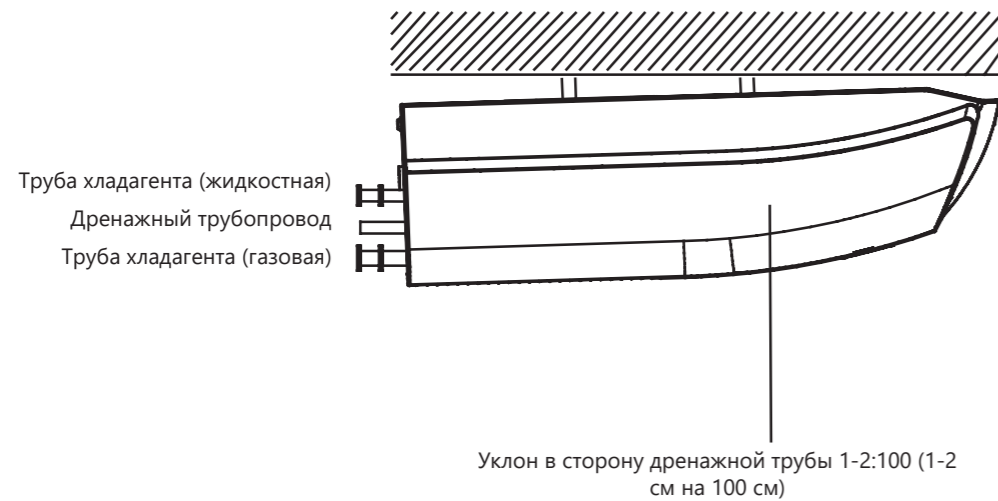 Труба хладагента (жидкостная)
Дренажный трубопровод
Труба хладагента (газовая)
Уклон в сторону дренажной трубы 1-2:100 (1-2
см на 100 см)